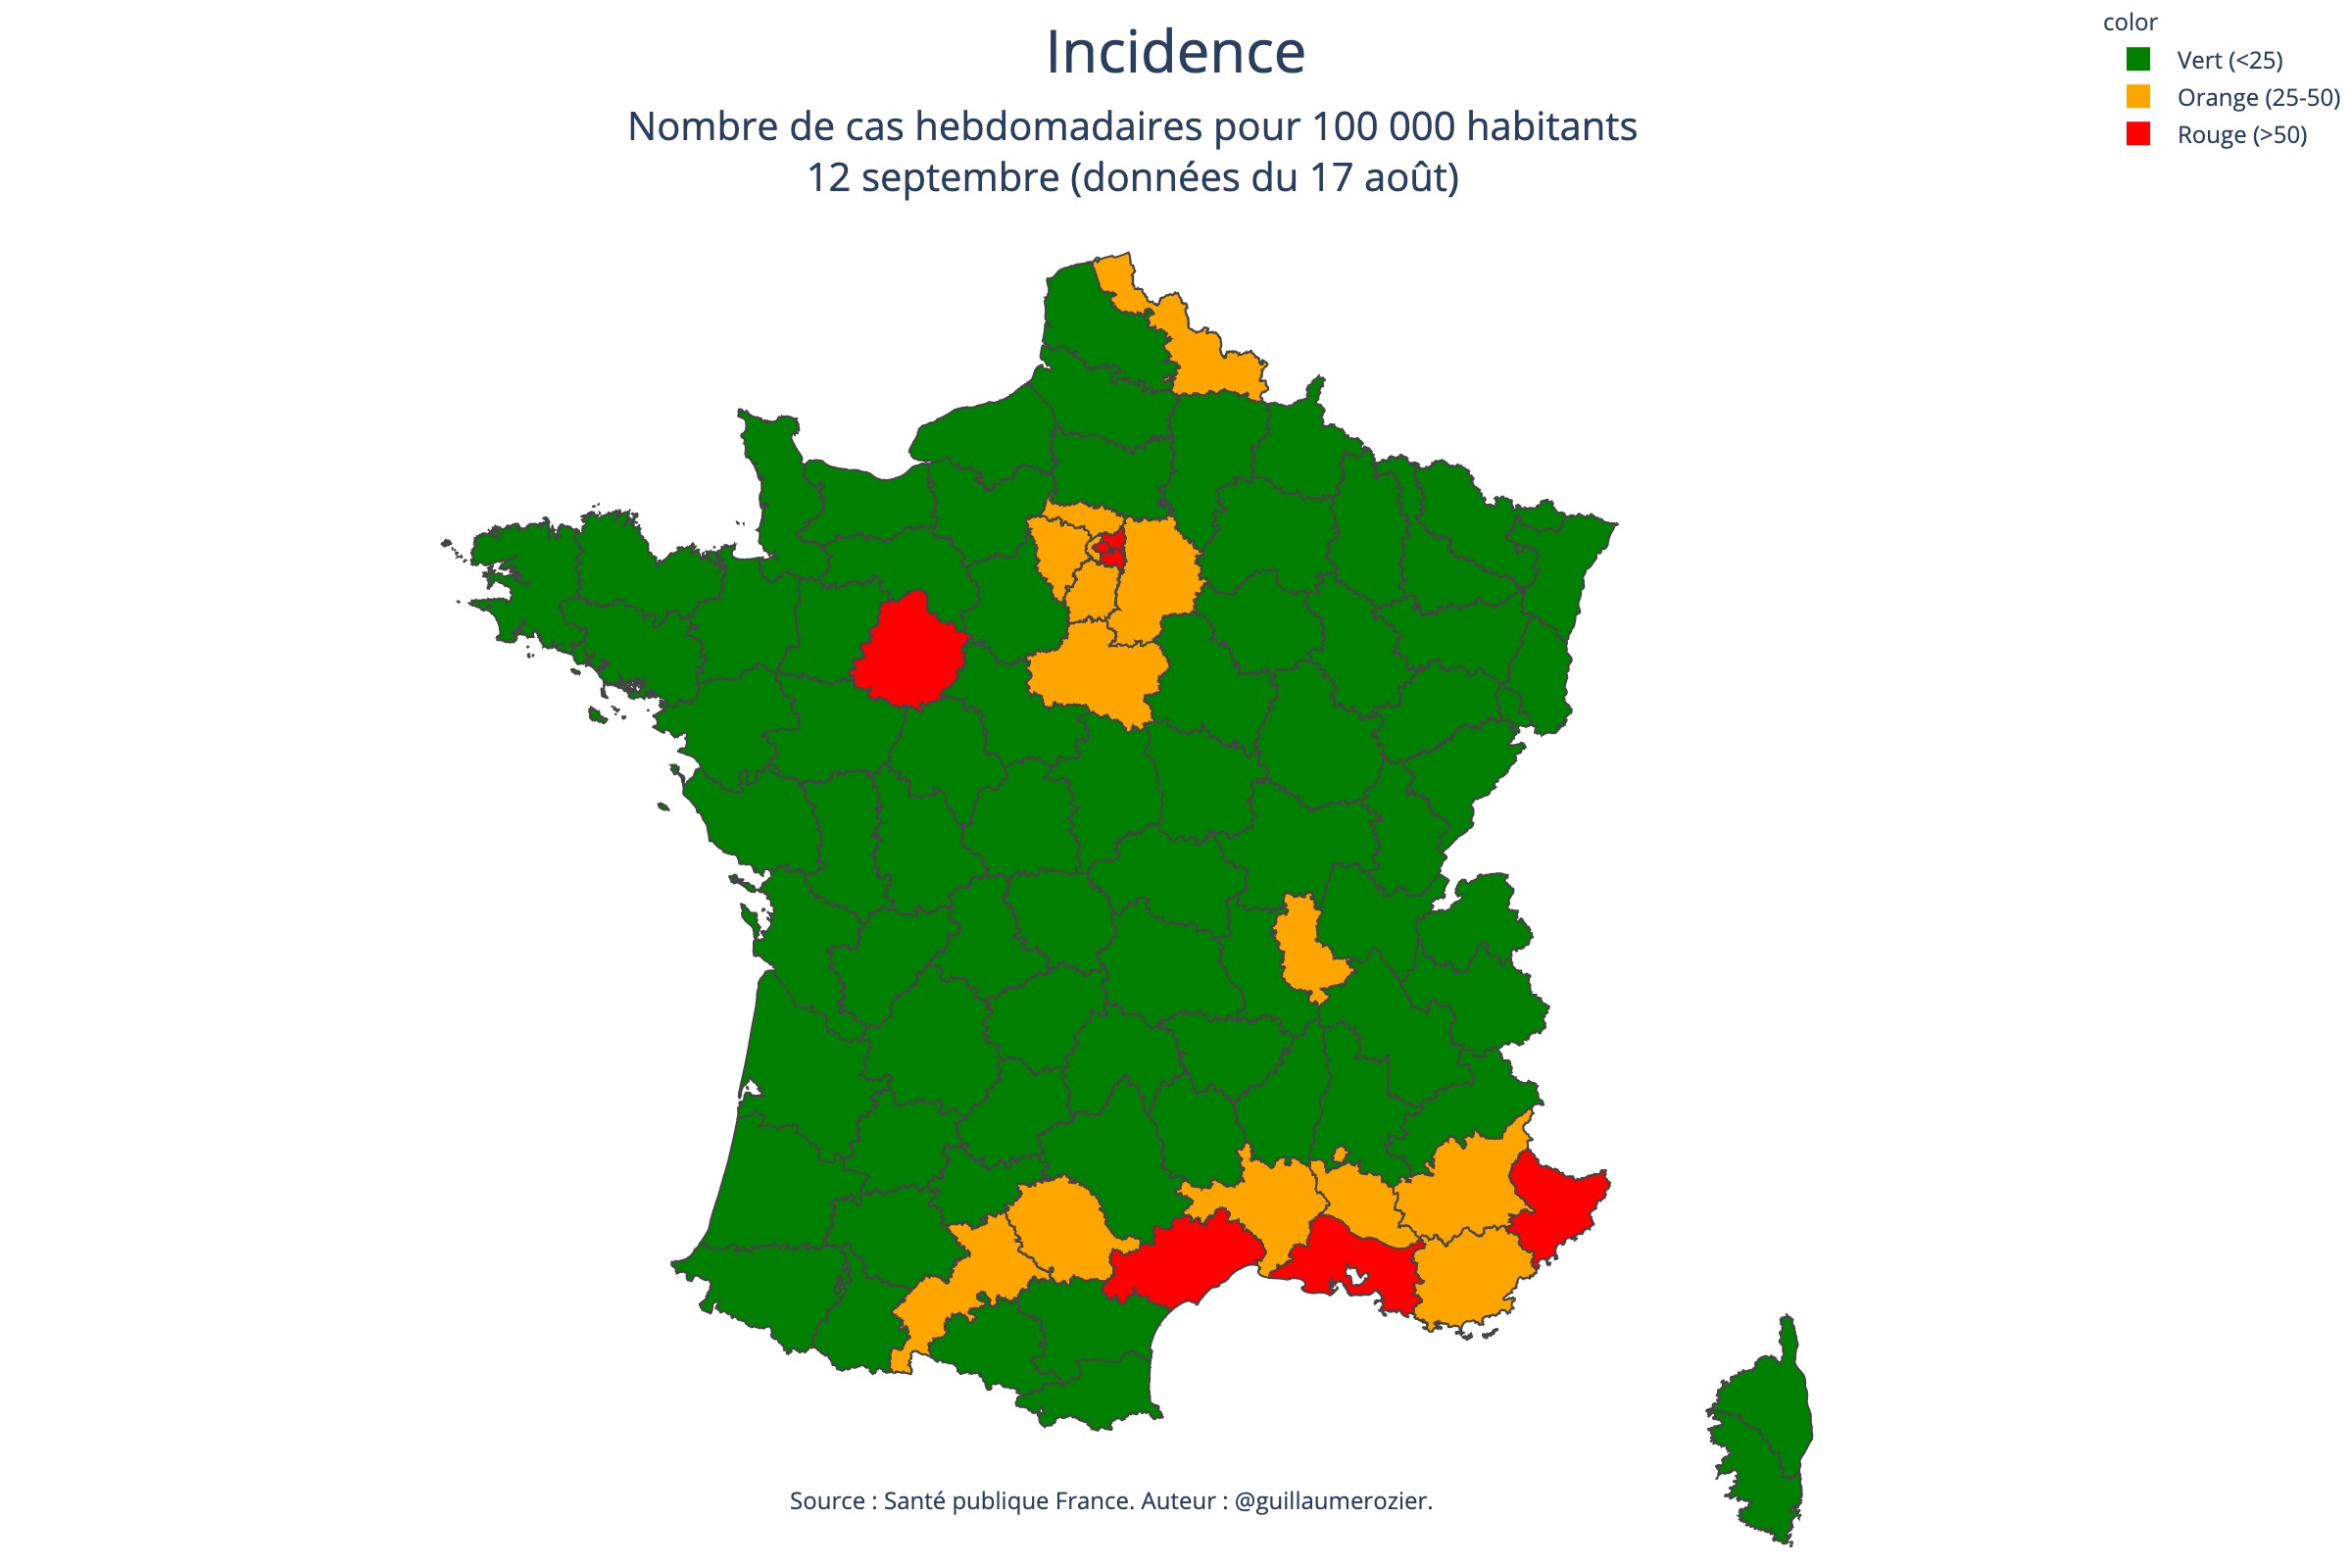 Incidence
Nombre de cas hebdomadaires pour 100 000 habitants
12 septembre (données du 17 août)
color
Vert (<25)
Orange (25-50)
Rouge (>50)
Source : Santé publique France. Auteur : @guillaumerozier.